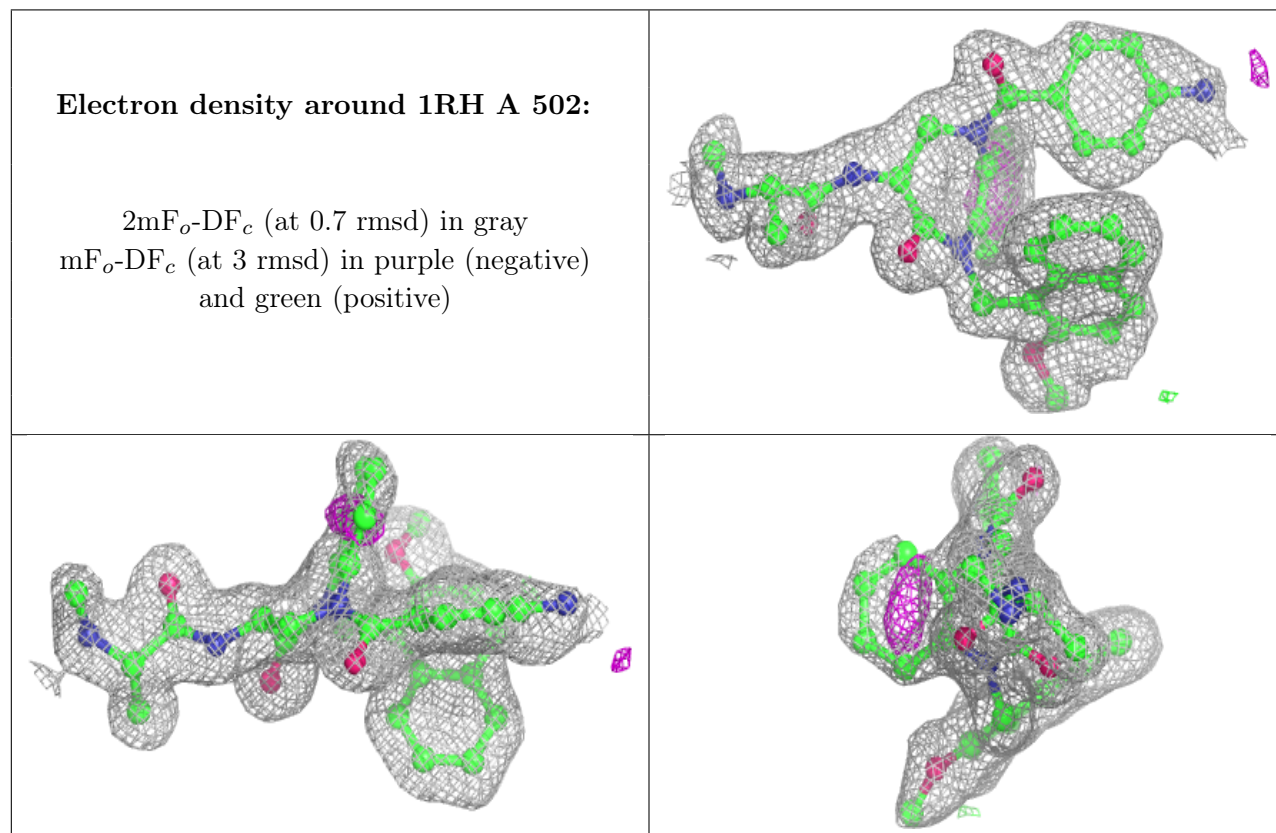 Electron density around 1RH A 502:
2mFₒ-DF𝒸 (at 0.7 rmsd) in gray
mFₒ-DF𝒸 (at 3 rmsd) in purple (negative)
and green (positive)